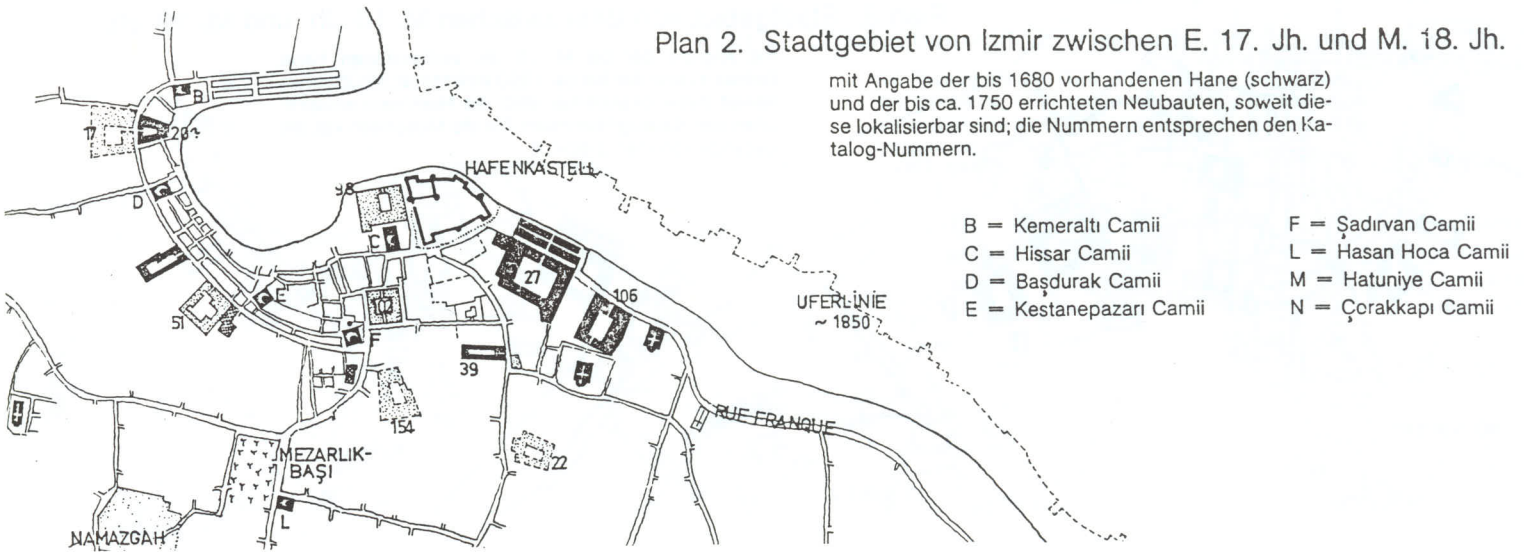 Plan 2. Stadtgebiet von Izmir zwischen E. 17. Jh. und M. 18. Jh.
mit Angabe der bis 1680 vorhandenen Hane (schwarz)
und der bis ca. 1750 errichteten Neubauten, soweit die-
se lokalisierbar sind; die Nummern entsprechen den Ka-
talog-Nummern.
B = Kemeraltı Camii
C = Hissar Camii
D = Başdurak Camii
E = Kestanepazarı Camii
F = Şadırvan Camii
L = Hasan Hoca Camii
M = Hatuniye Camii
N = Çorakkapı Camii
B
17
D
HAFENKASTELL
98
C
27
106
UFERLINIE
~ 1850
E
51
102
F
39
154
22
RUE FRANQUE
MEZARLIK-
BAŞI
L
NAMAZGAH